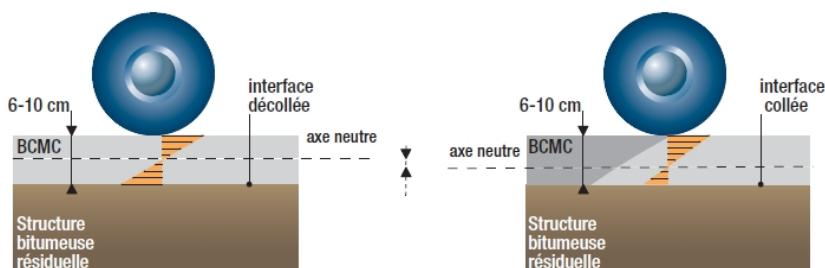 6-10 cm
interface
décollée
BCMC
axe neutre
Structure
bitumeuse
résiduelle
6-10 cm
interface
collée
axe neutre
BCMC
Structure
bitumeuse
résiduelle